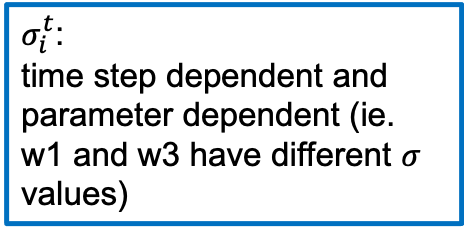 σᵢᵗ:
time step dependent and
parameter dependent (ie.
w1 and w3 have different σ
values)